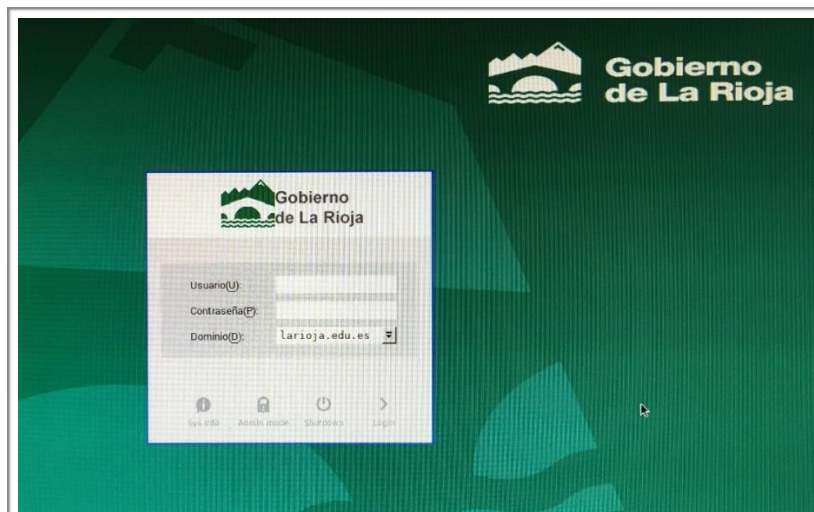 Gobierno
de La Rioja
Gobierno
de La Rioja
Usuario(U):
Contraseña(P):
Dominio(D): larioja.edu.es
Sys Info Admin mode Shutdown Login